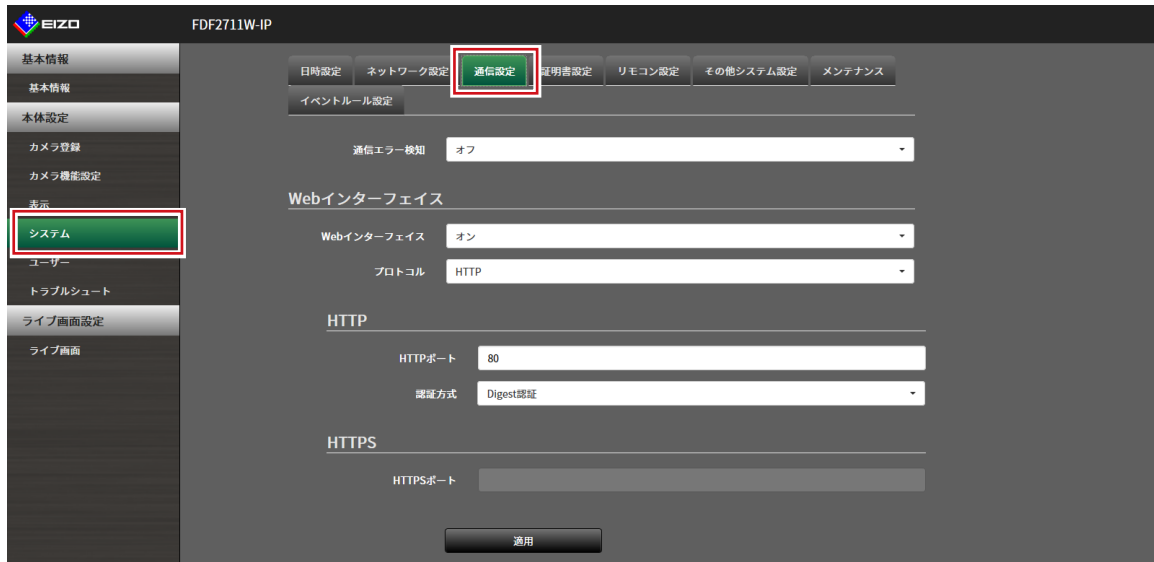 EIZO
FDF2711W-IP
基本情報
基本情報
本体設定
カメラ登録
カメラ機能設定
表示
システム
ユーザー
トラブルシュート
ライブ画面設定
ライブ画面
日時設定 ネットワーク設定 通信設定 証明書設定 リモコン設定 その他システム設定 メンテナンス
イベントルール設定
通信エラー検知 オフ
Webインターフェイス
Webインターフェイス オン
プロトコル HTTP
HTTP
HTTPポート 80
認証方式 Digest認証
HTTPS
HTTPSポート
適用